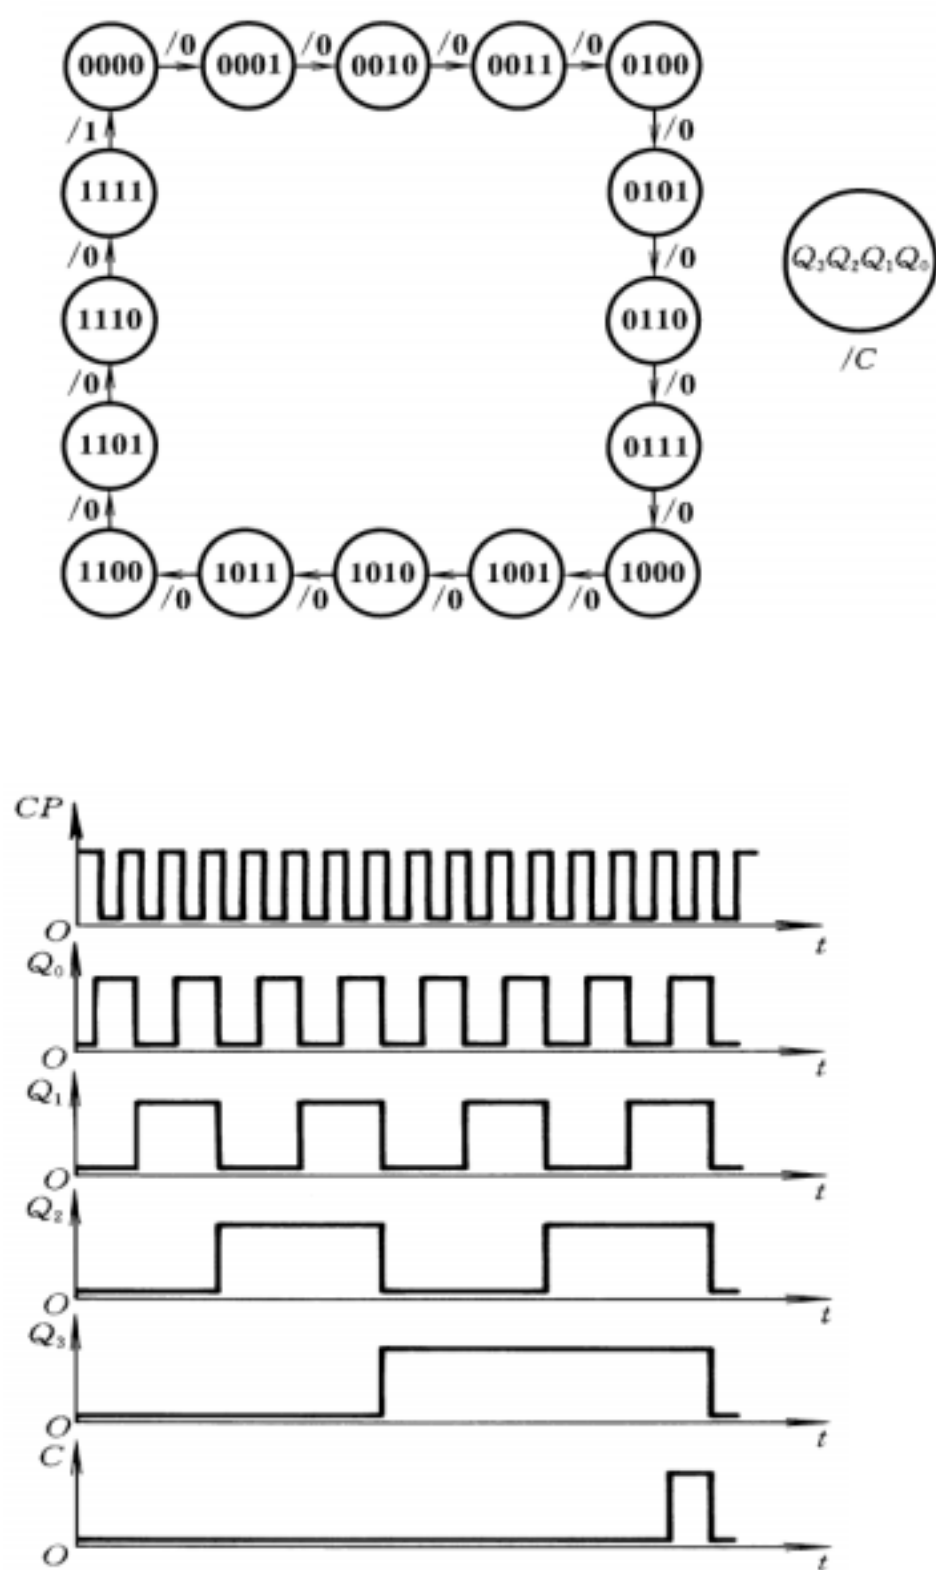 /0 /0 /0 /0
0000 0001 0010 0011 0100
/1 /0
1111 0101
/0 /0
Q₃Q₂Q₁Q₀
1110 0110
/C
/0 /0
1101 0111
/0 /0
1100 1011 1010 1001 1000
/0 /0 /0 /0
CP
O t
Q₀
O t
Q₁
O t
Q₂
O t
Q₃
O t
C
O t